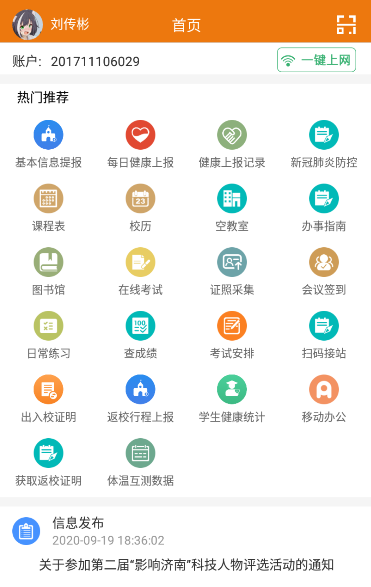 刘传彬
首页
账户: 201711106029
一键上网
热门推荐
基本信息提报 每日健康上报 健康上报记录 新冠肺炎防控
课程表 校历 空教室 办事指南
图书馆 在线考试 证照采集 会议签到
日常练习 查成绩 考试安排 扫码接站
出入校证明 返校行程上报 学生健康统计 移动办公
获取返校证明 体温互测数据
信息发布
2020-09-19 18:36:02
关于参加第二届“影响济南”科技人物评选活动的通知